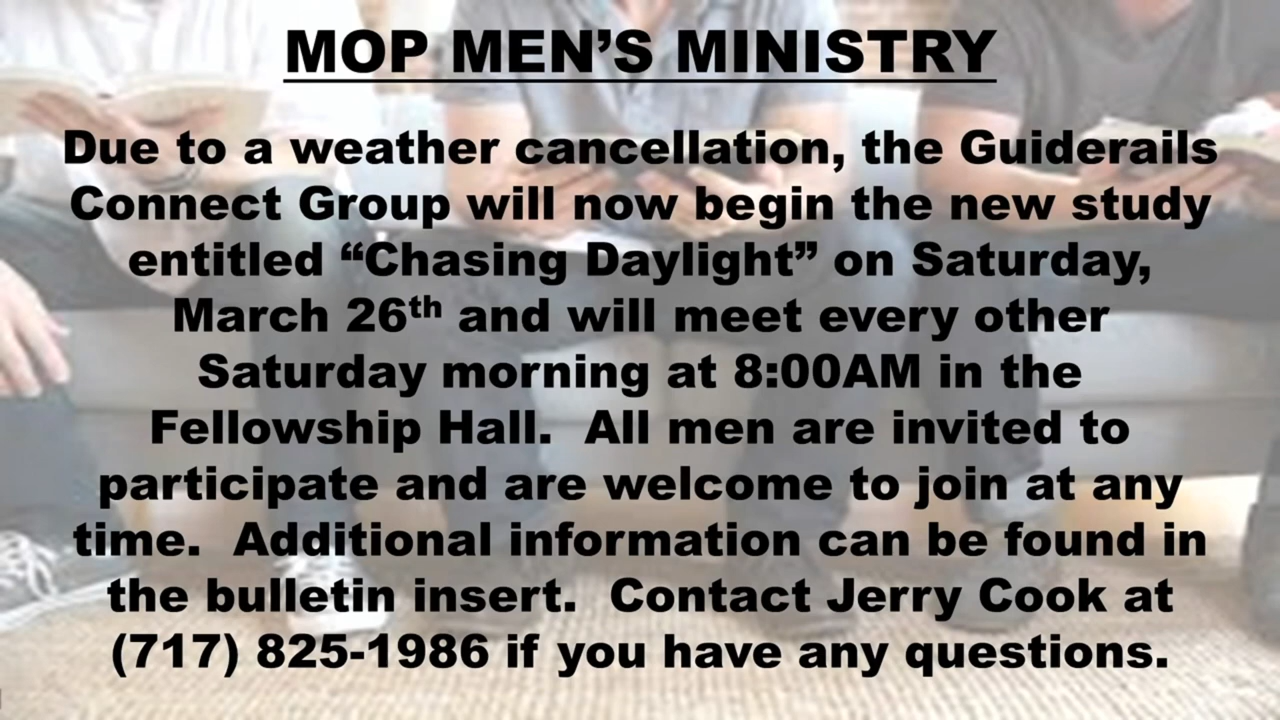 MOP MEN’S MINISTRY
Due to a weather cancellation, the Guiderails
Connect Group will now begin the new study
entitled “Chasing Daylight” on Saturday,
March 26th and will meet every other
Saturday morning at 8:00AM in the
Fellowship Hall.  All men are invited to
participate and are welcome to join at any
time.  Additional information can be found in
the bulletin insert.  Contact Jerry Cook at
(717) 825-1986 if you have any questions.